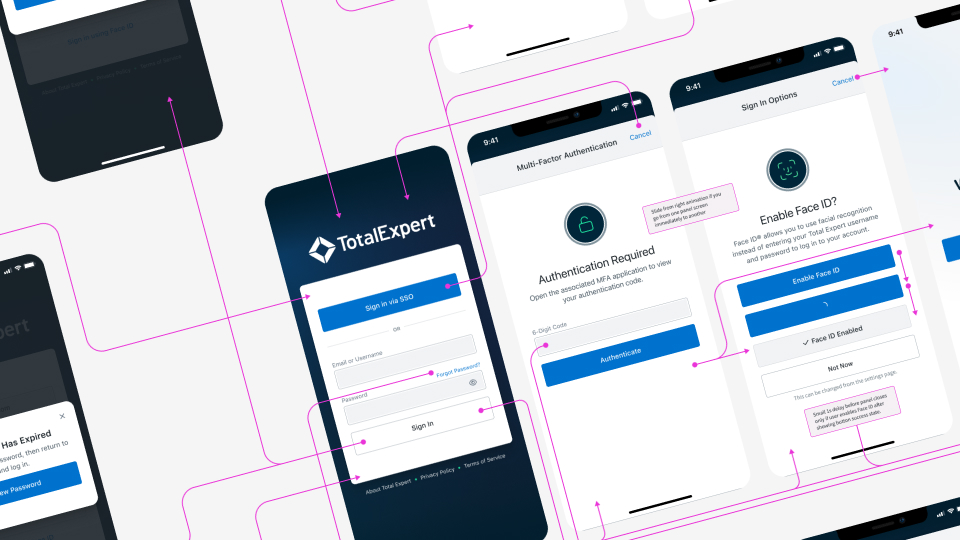 Sign in using Face ID
About Total Expert • Privacy Policy • Terms of Service
Has Expired
password, then return to
and log in.
New Password
TotalExpert
Sign in via SSO
OR
Email or Username
Forgot Password?
Password
Sign In
About Total Expert • Privacy Policy • Terms of Service
9:41
Multi-Factor Authentication
Cancel
Authentication Required
Open the associated MFA application to view
your authentication code.
6-Digit Code
Authenticate
Slide from right animation if you
go from one panel screen
immediately to another
9:41
Sign In Options
Cancel
Enable Face ID?
Face ID® allows you to use facial recognition
instead of entering your Total Expert username
and password to log in to your account.
Enable Face ID
Face ID Enabled
Not Now
This can be changed from the settings page.
Small 1s delay before panel closes
only if user enables Face ID after
showing button success state.
9:41